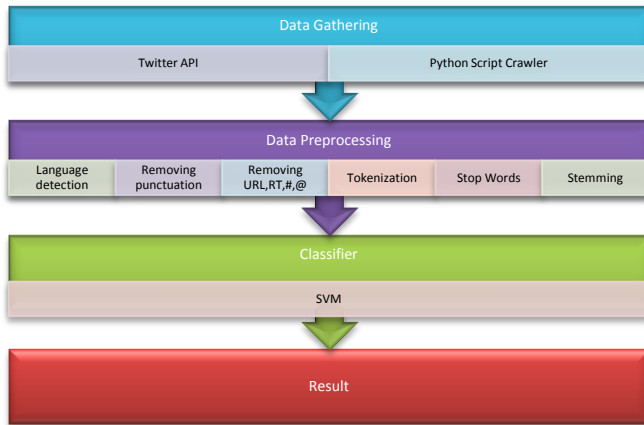 Data Gathering
Twitter API
Python Script Crawler
Data Preprocessing
Language
detection
Removing
punctuation
Removing
URL,RT,#,@
Tokenization
Stop Words
Stemming
Classifier
SVM
Result